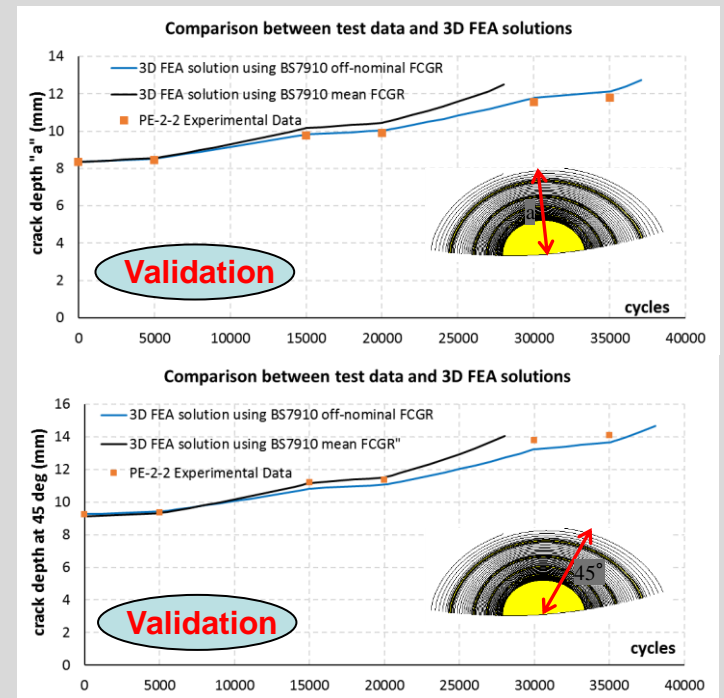 Comparison between test data and 3D FEA solutions
14
3D FEA solution using BS7910 off-nominal FCGR
12
3D FEA solution using BS7910 mean FCGR
PE-2-2 Experimental Data
10
8
6
4
2
0
crack depth "a" (mm)
a
Validation
cycles
0 5000 10000 15000 20000 25000 30000 35000 40000
Comparison between test data and 3D FEA solutions
16
3D FEA solution using BS7910 off-nominal FCGR
14
3D FEA solution using BS7910 mean FCGR"
12
PE-2-2 Experimental Data
10
8
6
4
2
0
crack depth at 45 deg (mm)
45°
Validation
cycles
0 5000 10000 15000 20000 25000 30000 35000 40000